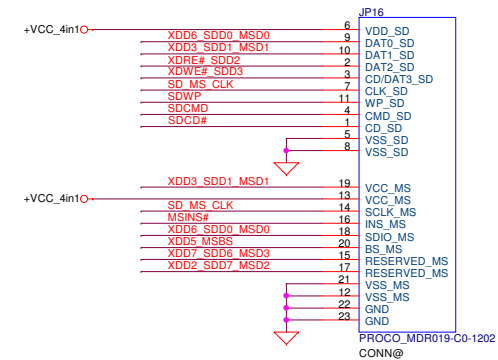 JP16
+VCC_4in1 6 VDD_SD
XDD6_SDD0_MSD0 9 DAT0_SD
XDD3_SDD1_MSD1 10 DAT1_SD
XDRE#_SDD2 2 DAT2_SD
XDWE#_SDD3 3 CD/DAT3_SD
SD_MS_CLK 7 CLK_SD
SDWP 11 WP_SD
SDCMD 4 CMD_SD
SDCD# 1 CD_SD
5 VSS_SD
8 VSS_SD
XDD3_SDD1_MSD1 19 VCC_MS
+VCC_4in1 13 VCC_MS
SD_MS_CLK 14 SCLK_MS
MSINS# 16 INS_MS
XDD6_SDD0_MSD0 18 SDIO_MS
XDD5_MSBS 20 BS_MS
XDD7_SDD6_MSD3 15 RESERVED_MS
XDD2_SDD7_MSD2 17 RESERVED_MS
21 VSS_MS
12 VSS_MS
22 GND
23 GND
PROCO_MDR019-C0-1202
CONN@